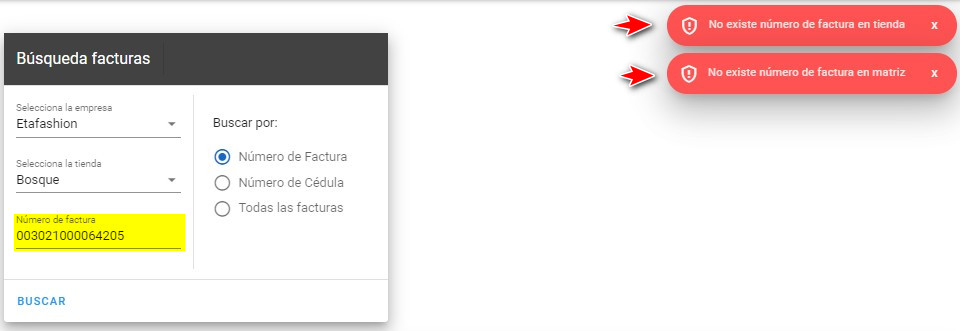 No existe número de factura en tienda x
No existe número de factura en matriz x
Búsqueda facturas
Selecciona la empresa
Etafashion
Selecciona la tienda
Bosque
Número de factura
003021000064205
Buscar por:
Número de Factura
Número de Cédula
Todas las facturas
BUSCAR